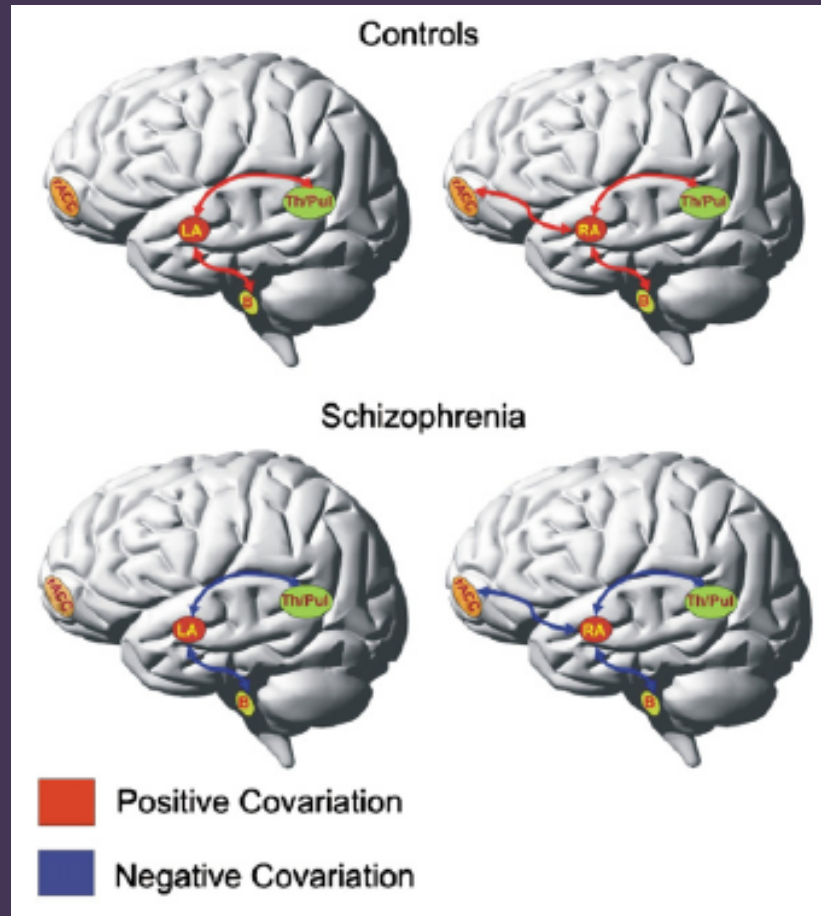 Controls
rACC
LA
Th/Pul
B
rACC
RA
Th/Pul
B
Schizophrenia
rACC
LA
Th/Pul
B
rACC
RA
Th/Pul
B
Positive Covariation
Negative Covariation